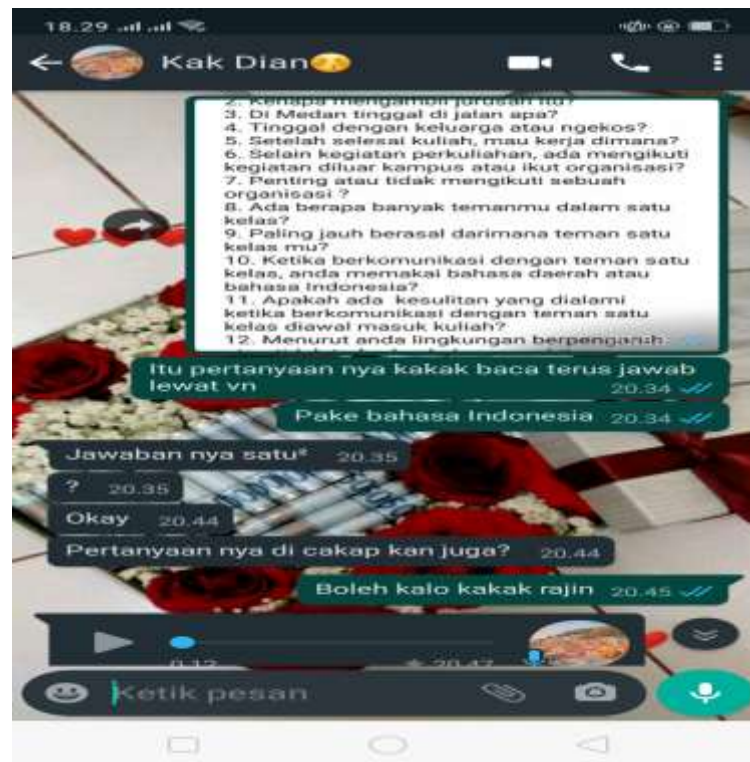 18.29
Kak Dian
2. Kenapa mengambil jurusan itu?
3. Di Medan tinggal di jalan apa?
4. Tinggal dengan keluarga atau ngekos?
5. Setelah selesai kuliah, mau kerja dimana?
6. Selain kegiatan perkuliahan, ada mengikuti
kegiatan diluar kampus atau ikut organisasi?
7. Penting atau tidak mengikuti sebuah
organisasi ?
8. Ada berapa banyak temanmu dalam satu
kelas?
9. Paling jauh berasal darimana teman satu
kelas mu?
10. Ketika berkomunikasi dengan teman satu
kelas, anda memakai bahasa daerah atau
bahasa Indonesia?
11. Apakah ada kesulitan yang dialami
ketika berkomunikasi dengan teman satu
kelas diawal masuk kuliah?
12. Menurut anda lingkungan berpengaruh
Itu pertanyaan nya kakak baca terus jawab
lewat vn 20.34
Pake bahasa Indonesia 20.34
Jawaban nya satu² 20.35
? 20.35
Okay 20.44
Pertanyaan nya di cakap kan juga? 20.44
Boleh kalo kakak rajin 20.45
0.12 20.47
Ketik pesan